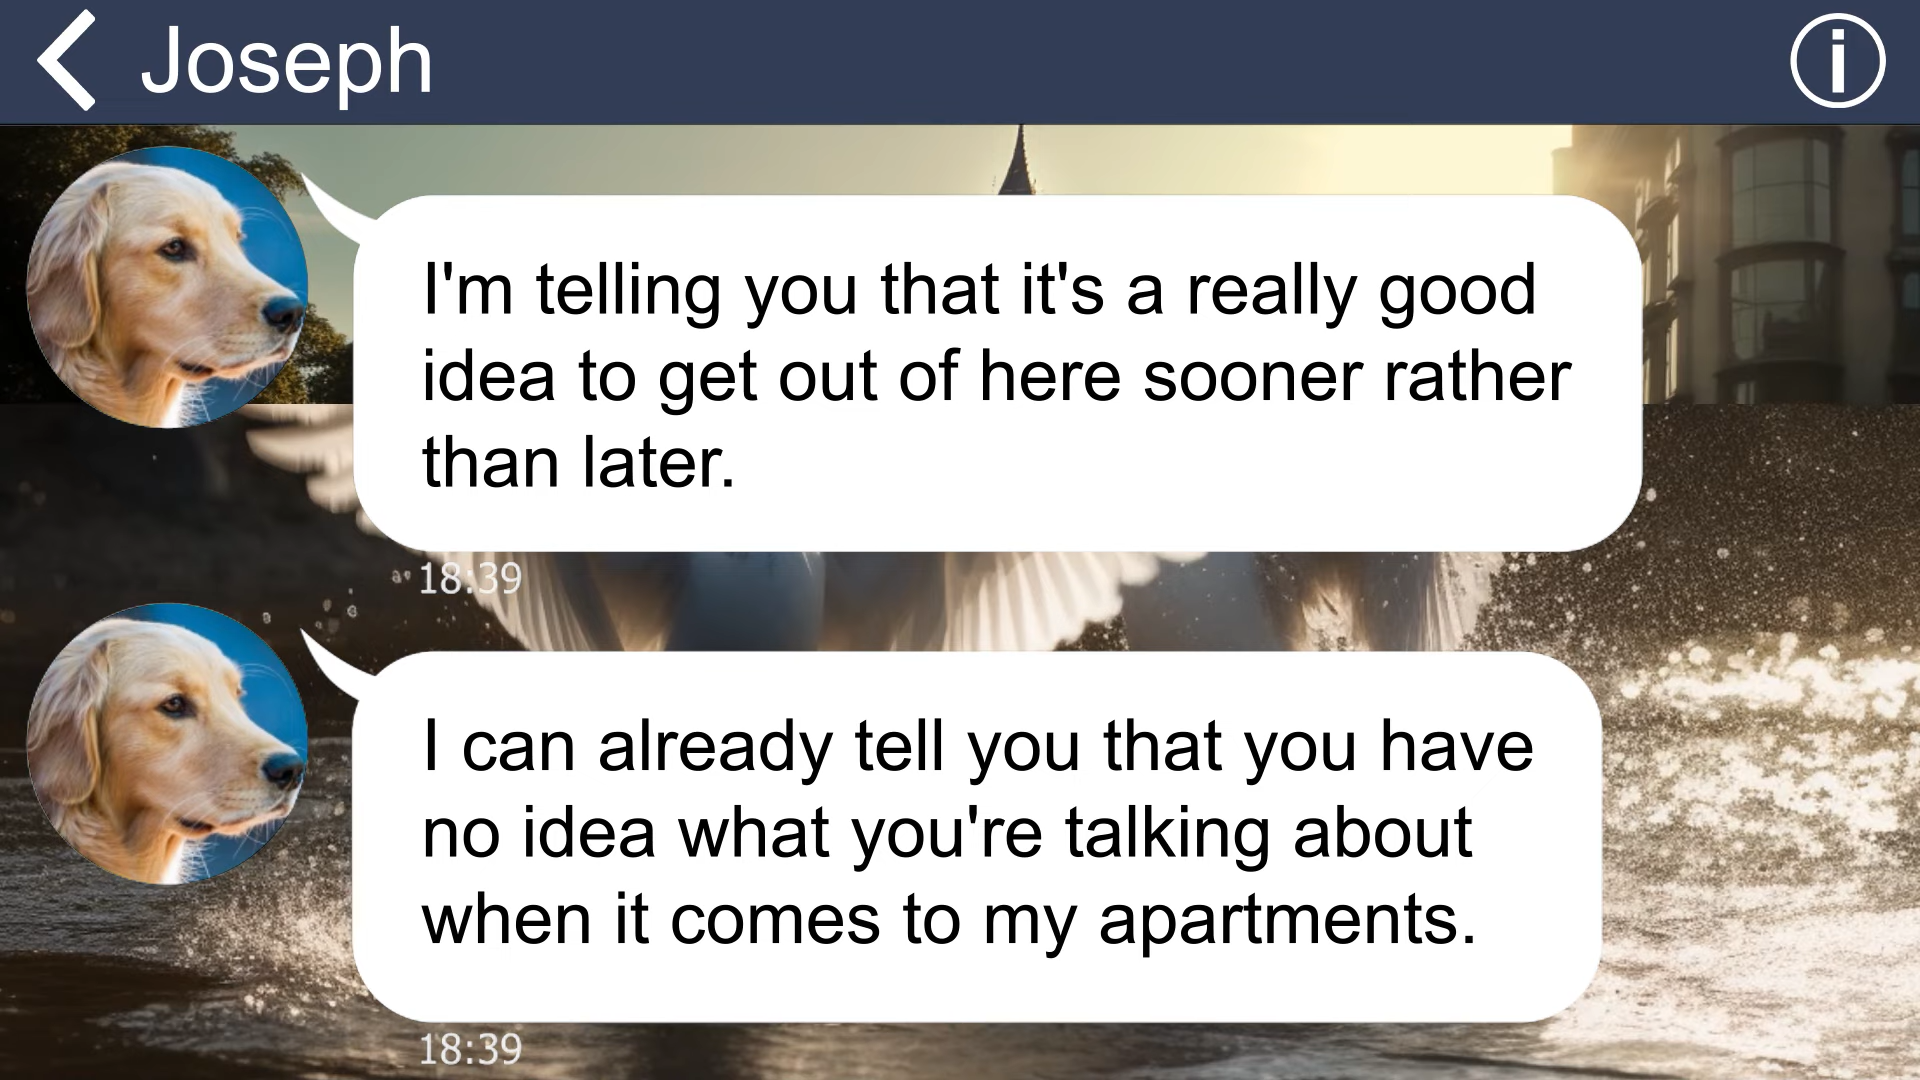 Joseph
I'm telling you that it's a really good
idea to get out of here sooner rather
than later.
18:39
I can already tell you that you have
no idea what you're talking about
when it comes to my apartments.
18:39